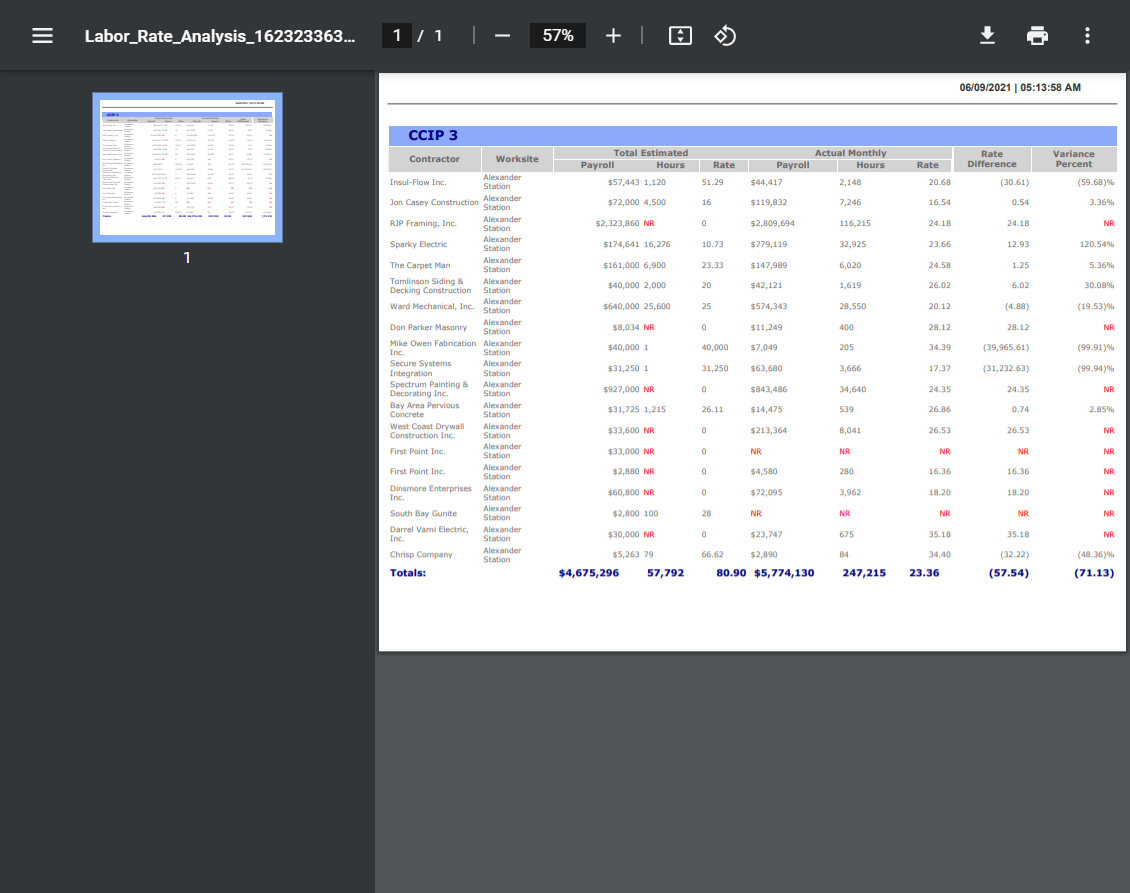 Labor_Rate_Analysis_162323363... 1 / 1 57%
1
06/09/2021 | 05:13:58 AM
CCIP 3
Contractor Worksite Total Estimated Actual Monthly Rate Difference Variance Percent
Payroll Hours Rate Payroll Hours Rate
Insul-Flow Inc. Alexander Station $57,443 1,120 51.29 $44,417 2,148 20.68 (30.61) (59.68)%
Jon Casey Construction Alexander Station $72,000 4,500 16 $119,832 7,246 16.54 0.54 3.36%
RJP Framing, Inc. Alexander Station $2,323,860 NR 0 $2,809,694 116,215 24.18 24.18 NR
Sparky Electric Alexander Station $174,641 16,276 10.73 $779,119 32,925 23.66 12.93 120.54%
The Carpet Man Alexander Station $161,000 6,900 23.33 $147,989 6,020 24.58 1.25 5.36%
Tomlinson Siding & Decking Construction Alexander Station $40,000 2,000 20 $42,121 1,619 26.02 6.02 30.08%
Ward Mechanical, Inc. Alexander Station $640,000 25,600 25 $574,343 28,550 20.12 (4.88) (19.53)%
Don Parker Masonry Alexander Station $8,034 NR 0 $11,249 400 28.12 28.12 NR
Mike Owen Fabrication Inc. Alexander Station $40,000 1 40,000 $7,049 205 34.39 (39,965.61) (99.91)%
Secure Systems Integration Alexander Station $31,250 1 31,250 $63,680 3,666 17.37 (31,232.63) (99.94)%
Spectrum Painting & Decorating Inc. Alexander Station $927,000 NR 0 $843,486 34,640 24.35 24.35 NR
Bay Area Pervious Concrete Alexander Station $31,725 1,215 26.11 $14,475 539 26.86 0.74 2.85%
West Coast Drywall Construction Inc. Alexander Station $33,600 NR 0 $213,364 8,041 26.53 26.53 NR
First Point Inc. Alexander Station $33,000 NR 0 NR NR NR NR NR
First Point Inc. Alexander Station $2,880 NR 0 $4,580 280 16.36 16.36 NR
Dinsmore Enterprises Inc. Alexander Station $60,800 NR 0 $72,095 3,962 18.20 18.20 NR
South Bay Gunite Alexander Station $2,800 100 28 NR NR NR NR NR
Darrel Varni Electric, Inc. Alexander Station $30,000 NR 0 $23,747 675 35.18 35.18 NR
Chrisp Company Alexander Station $5,263 79 66.62 $2,890 84 34.40 (32.22) (48.36)%
Totals: $4,675,296 57,792 80.90 $5,774,130 247,215 23.36 (57.54) (71.13)